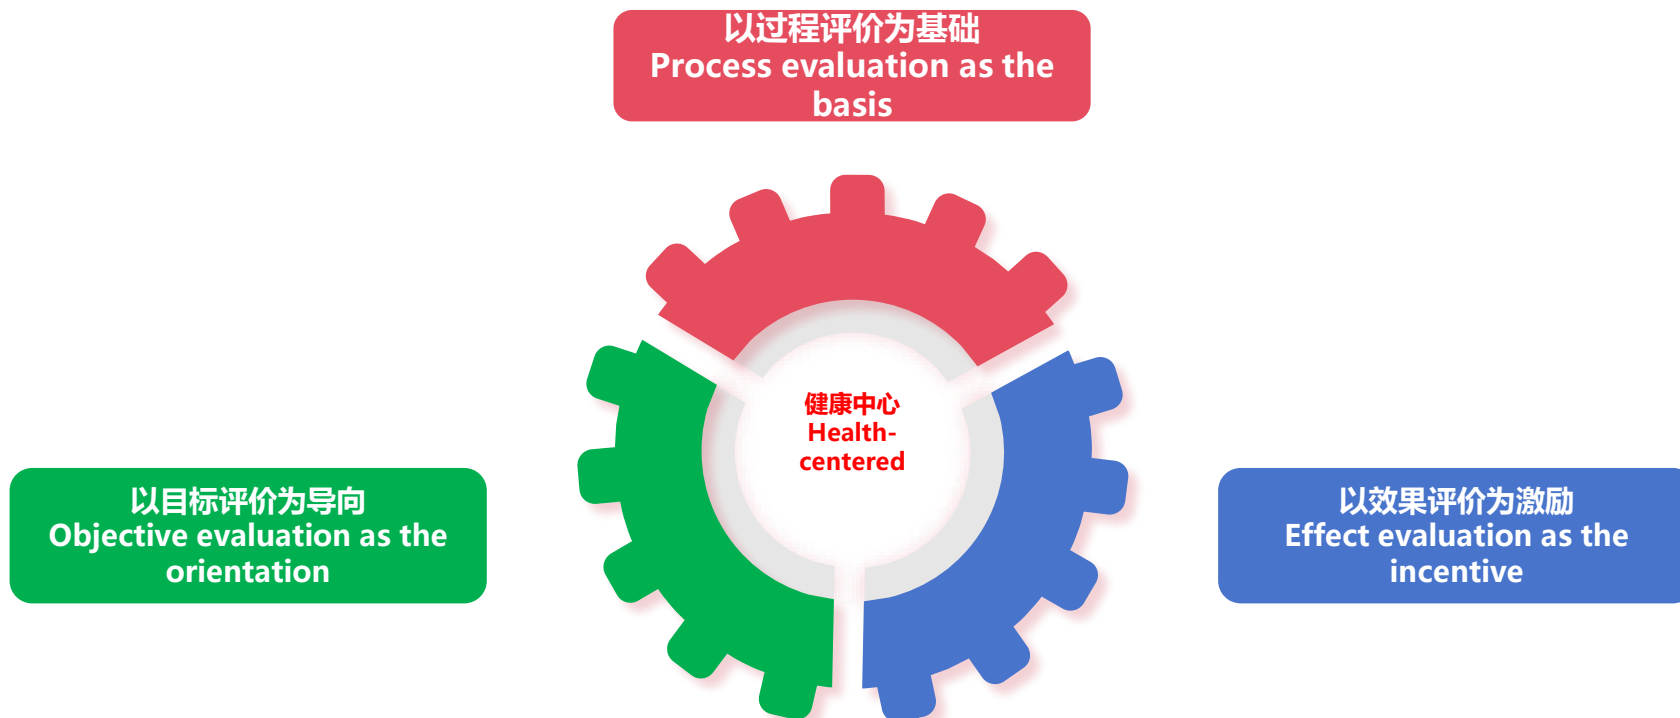 以过程评价为基础
Process evaluation as the
basis
健康中心
Health-
centered
以目标评价为导向
Objective evaluation as the
orientation
以效果评价为激励
Effect evaluation as the
incentive